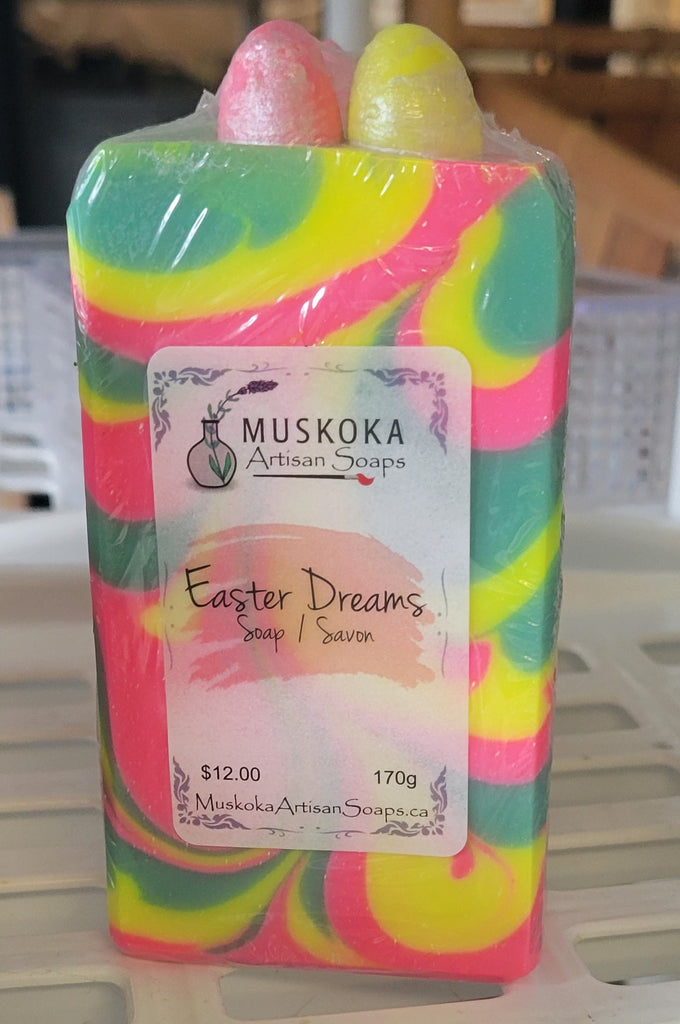 MUSKOKA
Artisan Soaps
Easter Dreams
Soap / Savon
$12.00 170g
MuskokaArtisanSoaps.ca